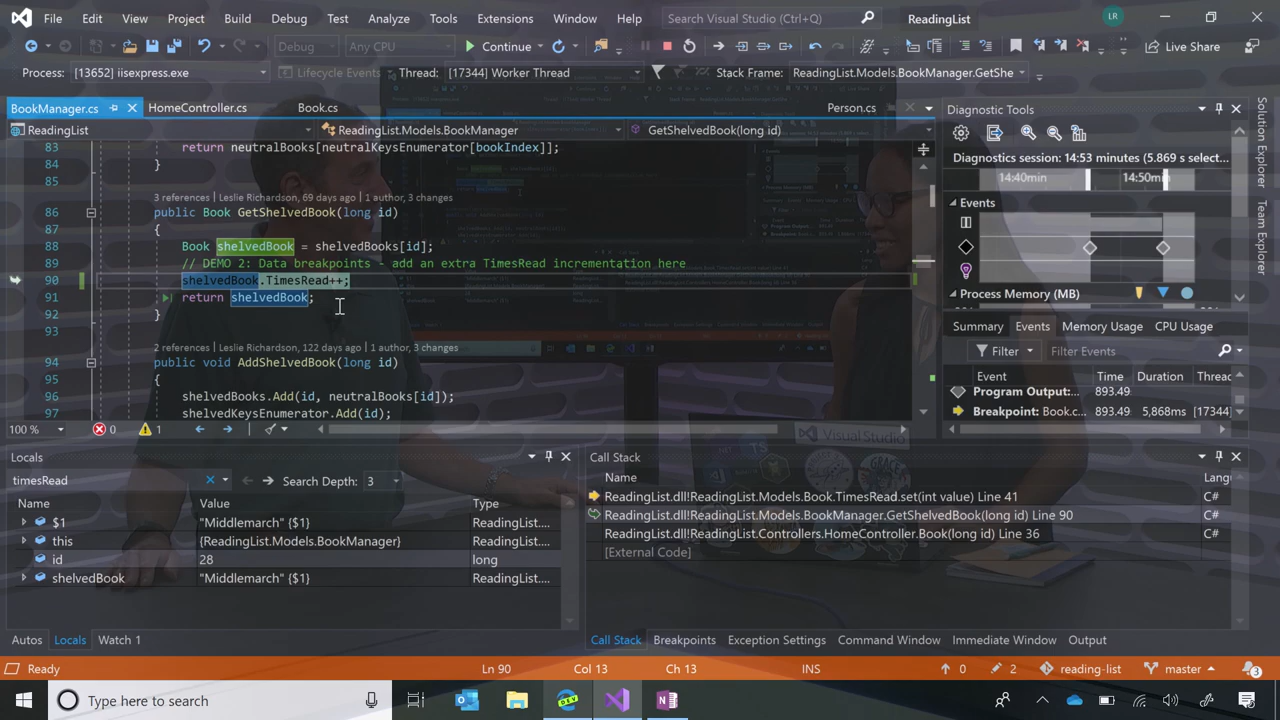 File Edit View Project Build Debug Test Analyze Tools Extensions Window Help Search Visual Studio (Ctrl+Q) ReadingList LR
Debug Any CPU Continue Live Share
Process: [13652] iisexpress.exe Lifecycle Events Thread: [17344] Worker Thread Stack Frame: ReadingList.Models.BookManager.GetShe
BookManager.cs HomeController.cs Book.cs Person.cs
ReadingList ReadingList.Models.BookManager GetShelvedBook(long id)
83 return neutralBooks[neutralKeysEnumerator[bookIndex]];
84 }
85
3 references | Leslie Richardson, 69 days ago | 1 author, 3 changes
86 public Book GetShelvedBook(long id)
87 {
88 Book shelvedBook = shelvedBooks[id];
89 // DEMO 2: Data breakpoints - add an extra TimesRead incrementation here
90 shelvedBook.TimesRead++;
91 return shelvedBook;
92 }
93
2 references | Leslie Richardson, 122 days ago | 1 author, 3 changes
94 public void AddShelvedBook(long id)
95 {
96 shelvedBooks.Add(id, neutralBooks[id]);
97 shelvedKeysEnumerator.Add(id);
100 % 0 1
Diagnostic Tools
Diagnostics session: 14:53 minutes (5.869 s select...
14:40min 14:50min
Events
Process Memory (MB)
Summary Events Memory Usage CPU Usage
Filter Filter Events
Event Time Duration Thread
Program Output:... 893.49
Breakpoint: Book.c... 893.49 5,868ms [17344]
Solution Explorer
Team Explorer
Locals
timesRead Search Depth: 3
Name Value Type
$1 "Middlemarch" {$1} ReadingList....
this {ReadingList.Models.BookManager} ReadingList....
id 28 long
shelvedBook "Middlemarch" {$1} ReadingList....
Autos Locals Watch 1
Call Stack
Name Lang
ReadingList.dll!ReadingList.Models.Book.TimesRead.set(int value) Line 41 C#
ReadingList.dll!ReadingList.Models.BookManager.GetShelvedBook(long id) Line 90 C#
ReadingList.dll!ReadingList.Controllers.HomeController.Book(long id) Line 36 C#
[External Code]
Call Stack Breakpoints Exception Settings Command Window Immediate Window Output
Visual Studio
Ready Ln 90 Col 13 Ch 13 INS 0 2 reading-list master 3
Type here to search